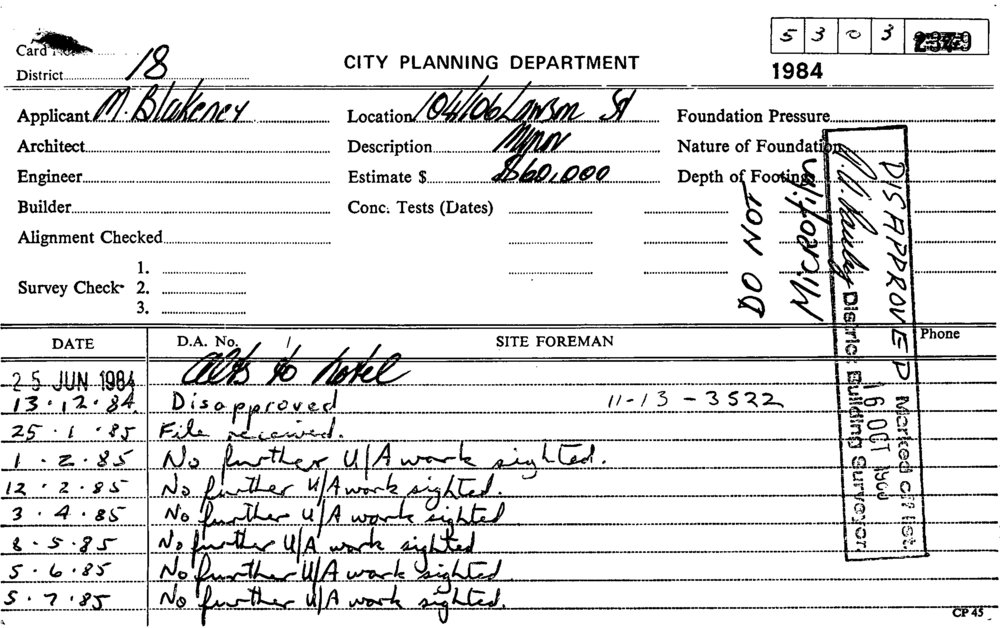 5 3 0 3 2379
Card No.
District 18
CITY PLANNING DEPARTMENT
1984
Applicant M. Blakeney
Location 104/106 Lawson St
Foundation Pressure
Architect
Description
Nature of Foundation
Engineer
Estimate $ $60,000
Depth of Footings
Builder
Conc. Tests (Dates)
Alignment Checked
Survey Check- 1.
2.
3.
DO NOT
Microfilm
DISAPPROVED Marked off list.
16 OCT
District Building Surveyor.
DATE
D.A. No.
SITE FOREMAN
Phone
25 JUN 1984 Alts to hotel
13.12.84 Disapproved 11-13-3522
25.1.85 File received.
1.2.85 No further U/A work sighted.
12.2.85 No further U/A work sighted.
3.4.85 No further U/A work sighted
8.5.85 No further U/A work sighted
5.6.85 No further U/A work sighted.
5.7.85 No further U/A work sighted.
CP 45